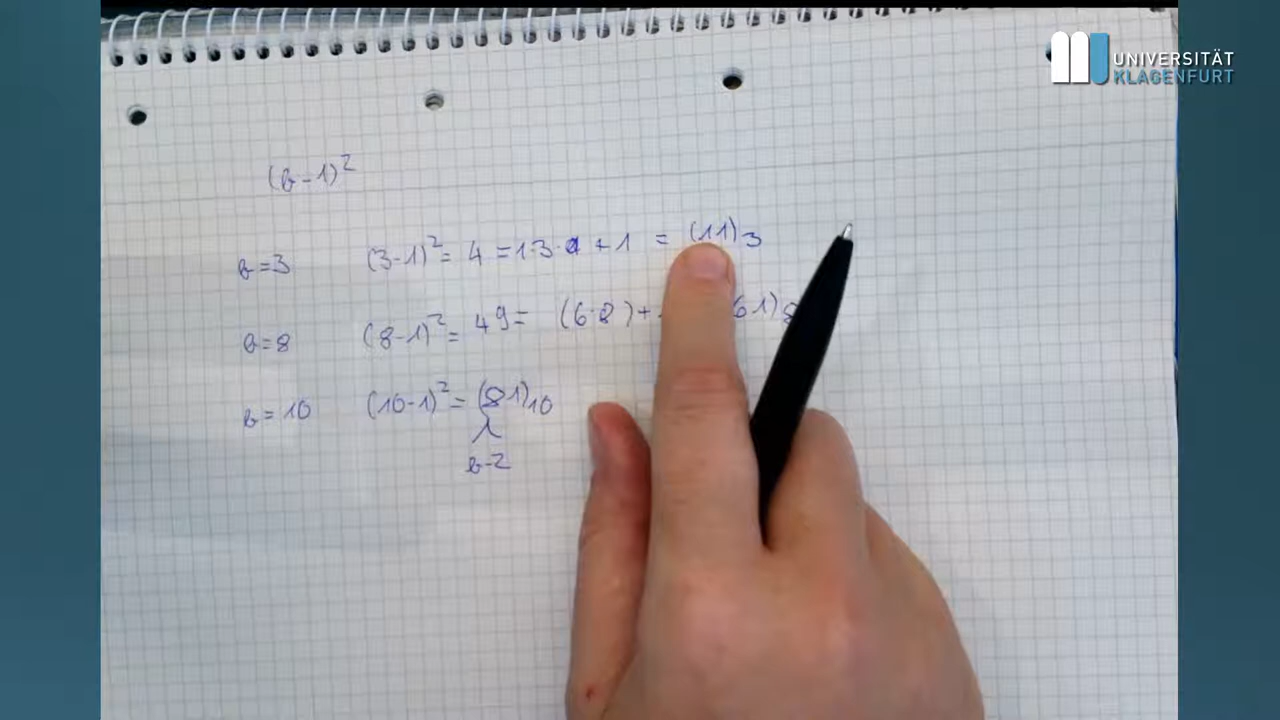 UNIVERSITÄT
KLAGENFURT
(b-1)²
b=3 (3-1)² = 4 = 1·3·1 + 1 = (11)₃
b=8 (8-1)² = 49 = (6·8)+ 61)₈
b=10 (10-1)² = (81)₁₀
b-2